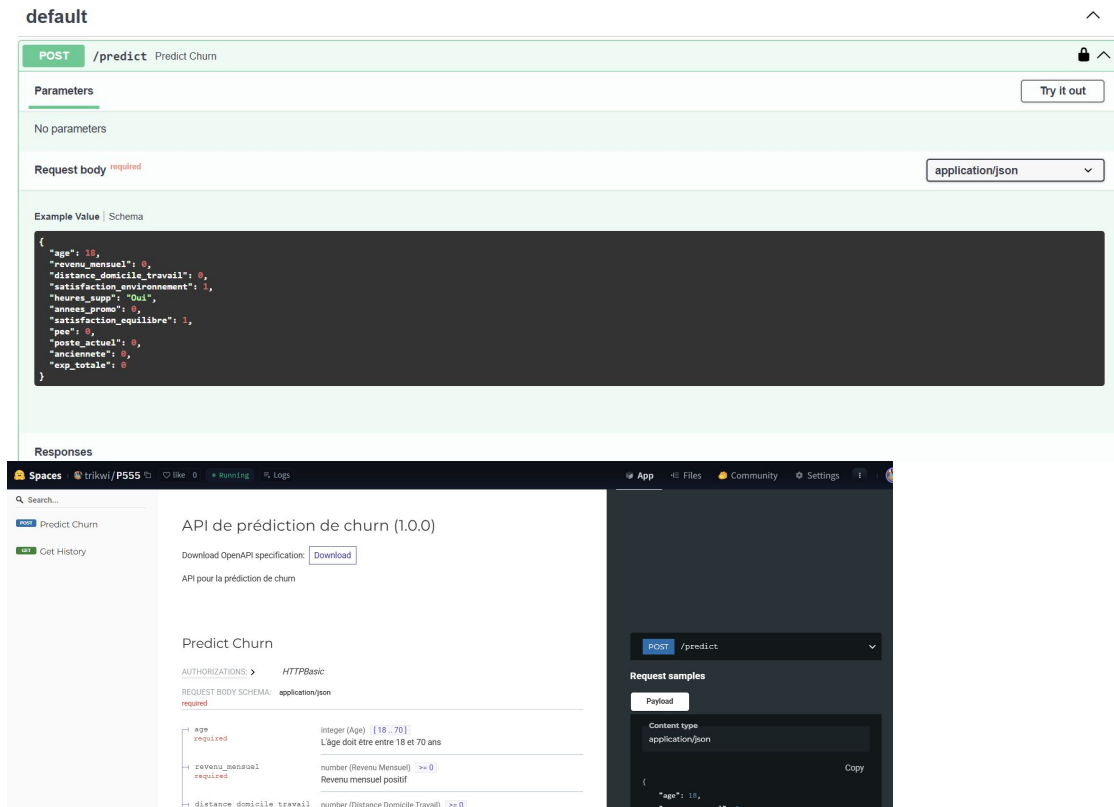 default
POST /predict Predict Churn
Parameters
Try it out
No parameters
Request body required
application/json
Example Value | Schema
{
"age": 18,
"revenu_mensuel": 0,
"distance_domicile_travail": 0,
"satisfaction_environnement": 1,
"heures_supp": "Oui",
"annees_promo": 0,
"satisfaction_equilibre": 1,
"pee": 0,
"poste_actuel": 0,
"anciennete": 0,
"exp_totale": 0
}
Responses
Spaces trikwi/P555 like 0 Running Logs App Files Community Settings
Search...
POST Predict Churn
GET Get History
API de prédiction de churn (1.0.0)
Download OpenAPI specification: Download
API pour la prédiction de churn
Predict Churn
AUTHORIZATIONS: > HTTPBasic
REQUEST BODY SCHEMA: application/json
required
age integer (Age) [ 18 .. 70 ]
required L'âge doit être entre 18 et 70 ans
revenu_mensuel number (Revenu Mensuel) >= 0
required Revenu mensuel positif
distance_domicile_travail number (Distance Domicile Travail) >= 0
POST /predict
Request samples
Payload
Content type
application/json
Copy
{
"age": 18,